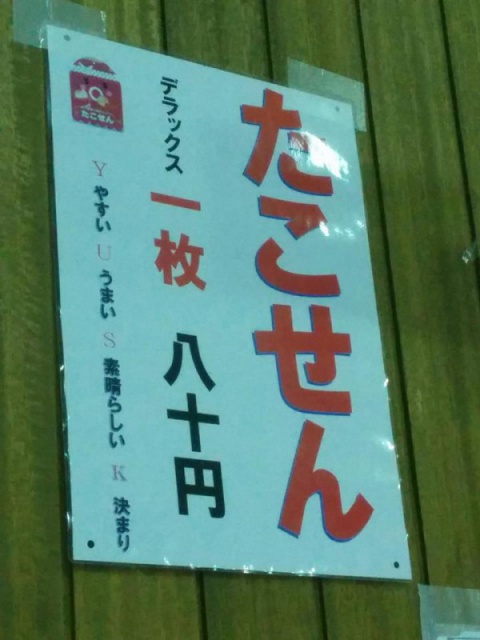 たこせん
デラックス 一枚 八十円
Y やすい U うまい S 素晴らしい K 決まり
たこせん